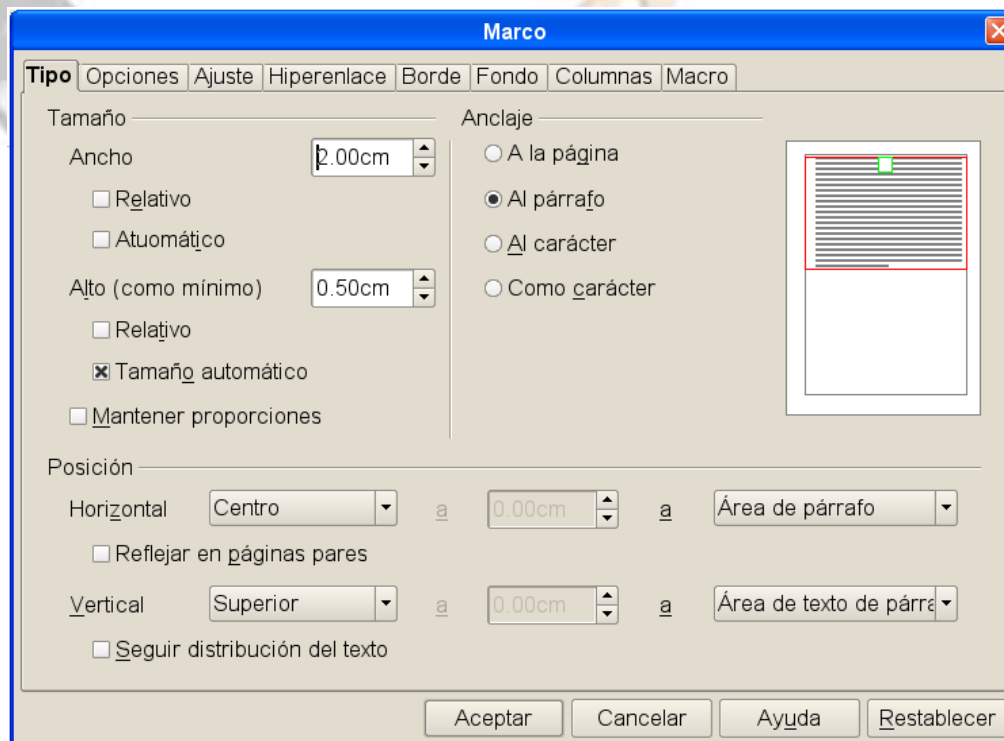 Marco
Tipo Opciones Ajuste Hiperenlace Borde Fondo Columnas Macro
Tamaño
Ancho 2.00cm
Relativo
Atuomático
Alto (como mínimo) 0.50cm
Relativo
Tamaño automático
Mantener proporciones
Anclaje
A la página
Al párrafo
Al carácter
Como carácter
Posición
Horizontal Centro a 0.00cm a Área de párrafo
Reflejar en páginas pares
Vertical Superior a 0.00cm a Área de texto de párra
Seguir distribución del texto
Aceptar Cancelar Ayuda Restablecer